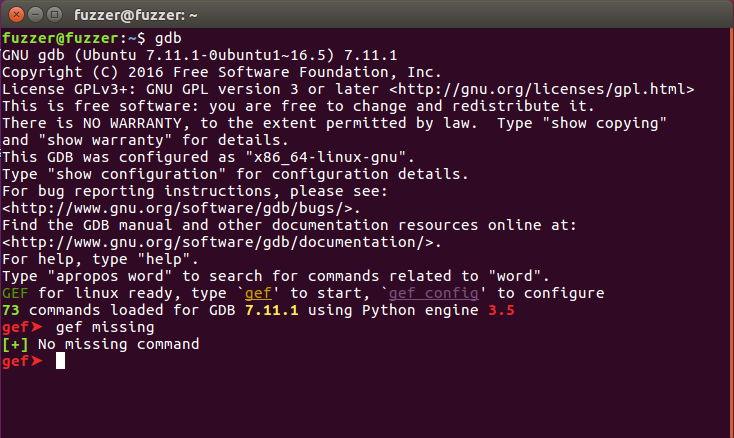 fuzzer@fuzzer: ~
fuzzer@fuzzer:~$ gdb
GNU gdb (Ubuntu 7.11.1-0ubuntu1~16.5) 7.11.1
Copyright (C) 2016 Free Software Foundation, Inc.
License GPLv3+: GNU GPL version 3 or later <http://gnu.org/licenses/gpl.html>
This is free software: you are free to change and redistribute it.
There is NO WARRANTY, to the extent permitted by law.  Type "show copying"
and "show warranty" for details.
This GDB was configured as "x86_64-linux-gnu".
Type "show configuration" for configuration details.
For bug reporting instructions, please see:
<http://www.gnu.org/software/gdb/bugs/>.
Find the GDB manual and other documentation resources online at:
<http://www.gnu.org/software/gdb/documentation/>.
For help, type "help".
Type "apropos word" to search for commands related to "word".
GEF for linux ready, type `gef' to start, `gef config' to configure
73 commands loaded for GDB 7.11.1 using Python engine 3.5
gef➤  gef missing
[+] No missing command
gef➤